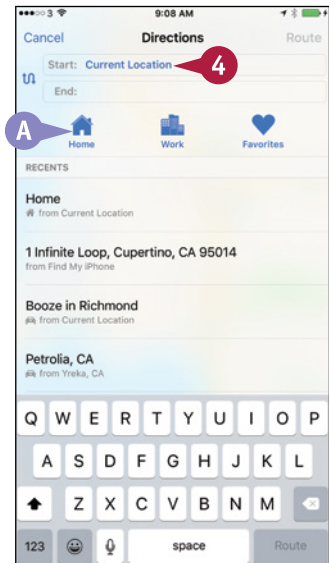 3 9:08 AM
Cancel Directions Route
Start: Current Location 4
End:
A
Home Work Favorites
RECENTS
Home
from Current Location
1 Infinite Loop, Cupertino, CA 95014
from Find My iPhone
Booze in Richmond
from Current Location
Petrolia, CA
from Yreka, CA
Q W E R T Y U I O P
A S D F G H J K L
Z X C V B N M
123 space Route